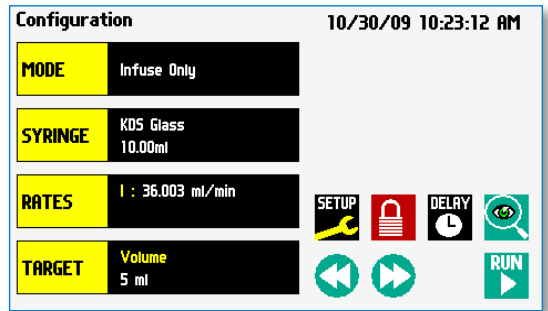 Configuration
10/30/09 10:23:12 AM
MODE
Infuse Only
SYRINGE
KDS Glass
10.00ml
RATES
I : 36.003 ml/min
TARGET
Volume
5 ml
SETUP
DELAY
RUN